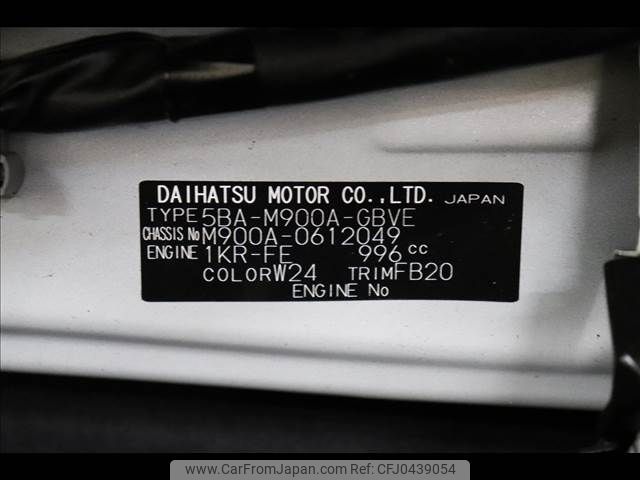 DAIHATSU MOTOR CO.,LTD. JAPAN
TYPE 5BA-M900A-GBVE
CHASSIS No M900A-0612049
ENGINE 1KR-FE 996 CC
COLOR W24 TRIM FB20
ENGINE No
www.CarFromJapan.com/CFJ0439054